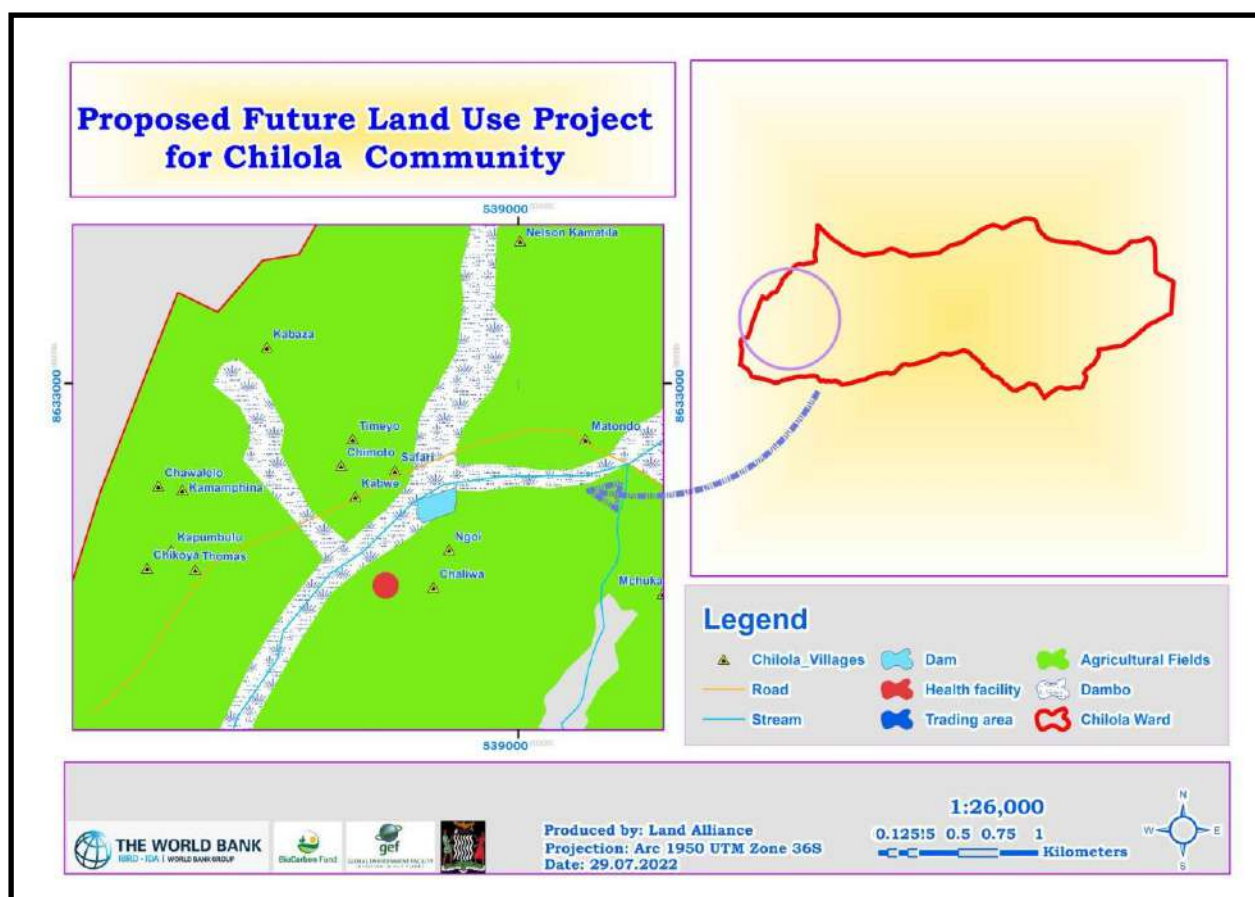 Proposed Future Land Use Project
for Chilola Community
539000
Nelson Kamatila
Kabaza
8633000
8633000
Timeyo
Matondo
Chimoto
Safari
Chawalelo
Kamamphina
Kabwe
Kapumbulu
Ngoi
Chikoya
Thomas
Chaliwa
Mchuka
539000
Legend
Chilola_Villages
Dam
Agricultural Fields
Road
Health facility
Dambo
Stream
Trading area
Chilola Ward
THE WORLD BANK
IBRD • IDA | WORLD BANK GROUP
BioCarbon Fund
gef
GLOBAL ENVIRONMENT FACILITY
Produced by: Land Alliance
Projection: Arc 1950 UTM Zone 36S
Date: 29.07.2022
1:26,000
0.125!5 0.5 0.75 1
Kilometers
N
W
E
S